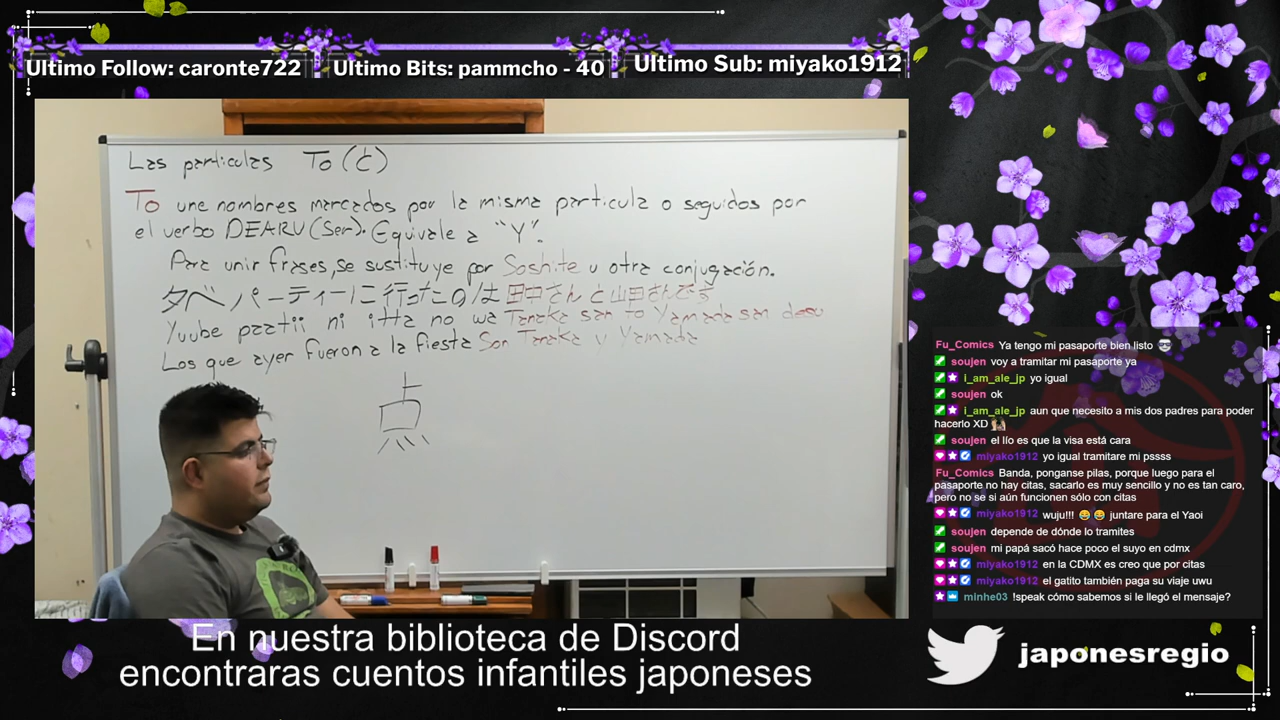 Ultimo Follow: caronte722
Ultimo Bits: pammcho - 40
Ultimo Sub: miyako1912
Las particulas To (と)
To une nombres marcados por la misma particula o seguidos por
el verbo DEARU (Ser). Equivale a "Y".
Para unir frases, se sustituye por Soshite u otra conjugación.
タベ パーティーに行ったのは田中さんと山田さんです
Yuube paatii ni itta no wa Tanaka san to Yamada san desu
Los que ayer fueron a la fiesta Son Tanaka y Yamada
Fu_Comics Ya tengo mi pasaporte bien listo
soujen voy a tramitar mi pasaporte ya
i_am_ale_jp yo igual
soujen ok
i_am_ale_jp aun que necesito a mis dos padres para poder
hacerlo XD
soujen el lío es que la visa está cara
miyako1912 yo igual tramitare mi pssss
Fu_Comics Banda, ponganse pilas, porque luego para el
pasaporte no hay citas, sacarlo es muy sencillo y no es tan caro,
pero no se si aún funcionen sólo con citas
miyako1912 wuju!!! juntare para el Yaoi
soujen depende de dónde lo tramites
soujen mi papá sacó hace poco el suyo en cdmx
miyako1912 en la CDMX es creo que por citas
miyako1912 el gatito también paga su viaje uwu
minhe03 !speak cómo sabemos si le llegó el mensaje?
En nuestra biblioteca de Discord
encontraras cuentos infantiles japoneses
japonesregio